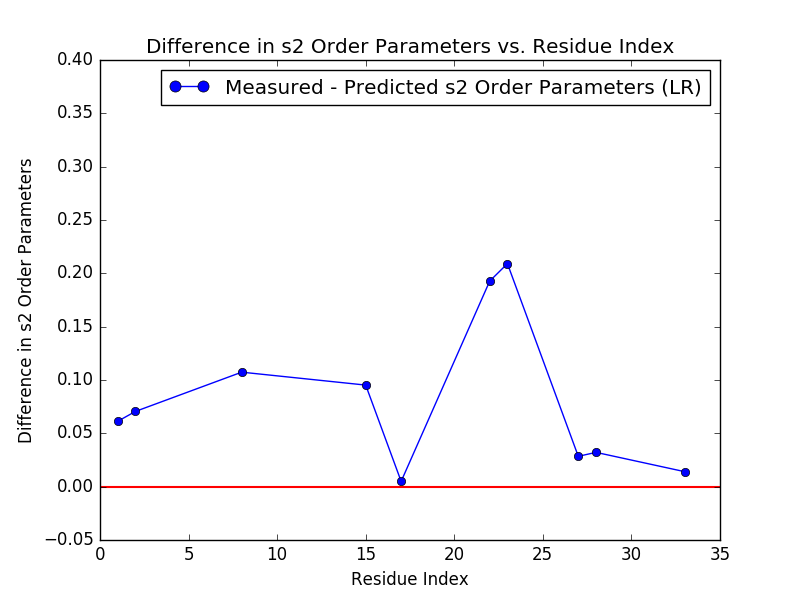 Difference in s2 Order Parameters vs. Residue Index
Measured - Predicted s2 Order Parameters (LR)
Difference in s2 Order Parameters
0.40
0.35
0.30
0.25
0.20
0.15
0.10
0.05
0.00
−0.05
0 5 10 15 20 25 30 35
Residue Index